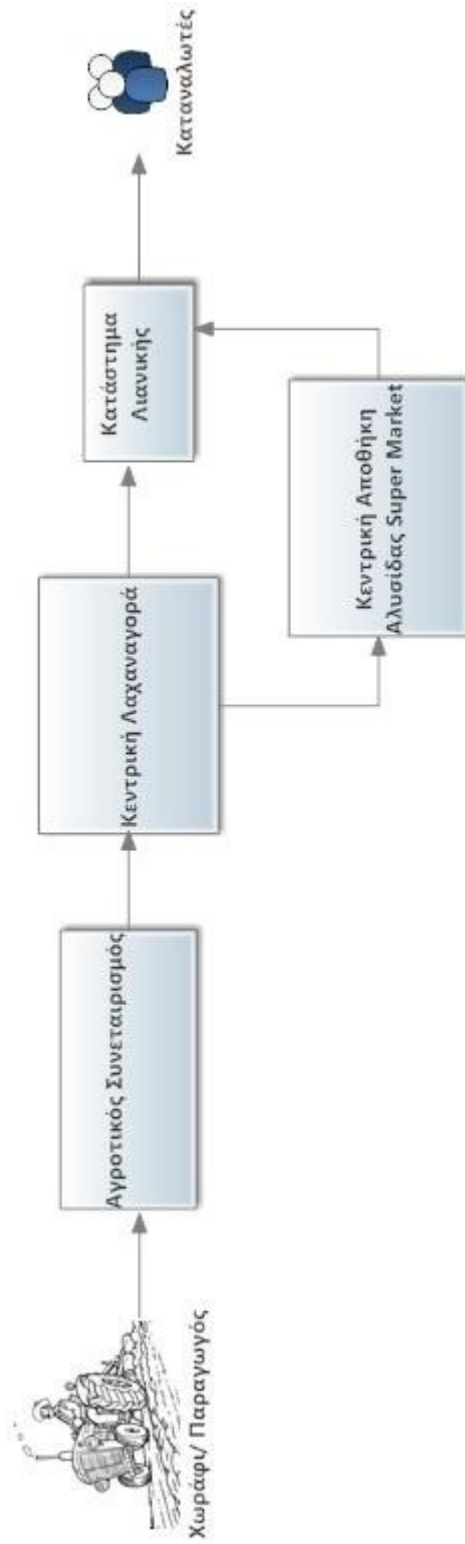 Χωράφι/ Παραγωγός
Αγροτικός Συνεταιρισμός
Κεντρική Λαχαναγορά
Κεντρική Αποθήκη
Αλυσίδας Super Market
Κατάστημα
Λιανικής
Καταναλωτές